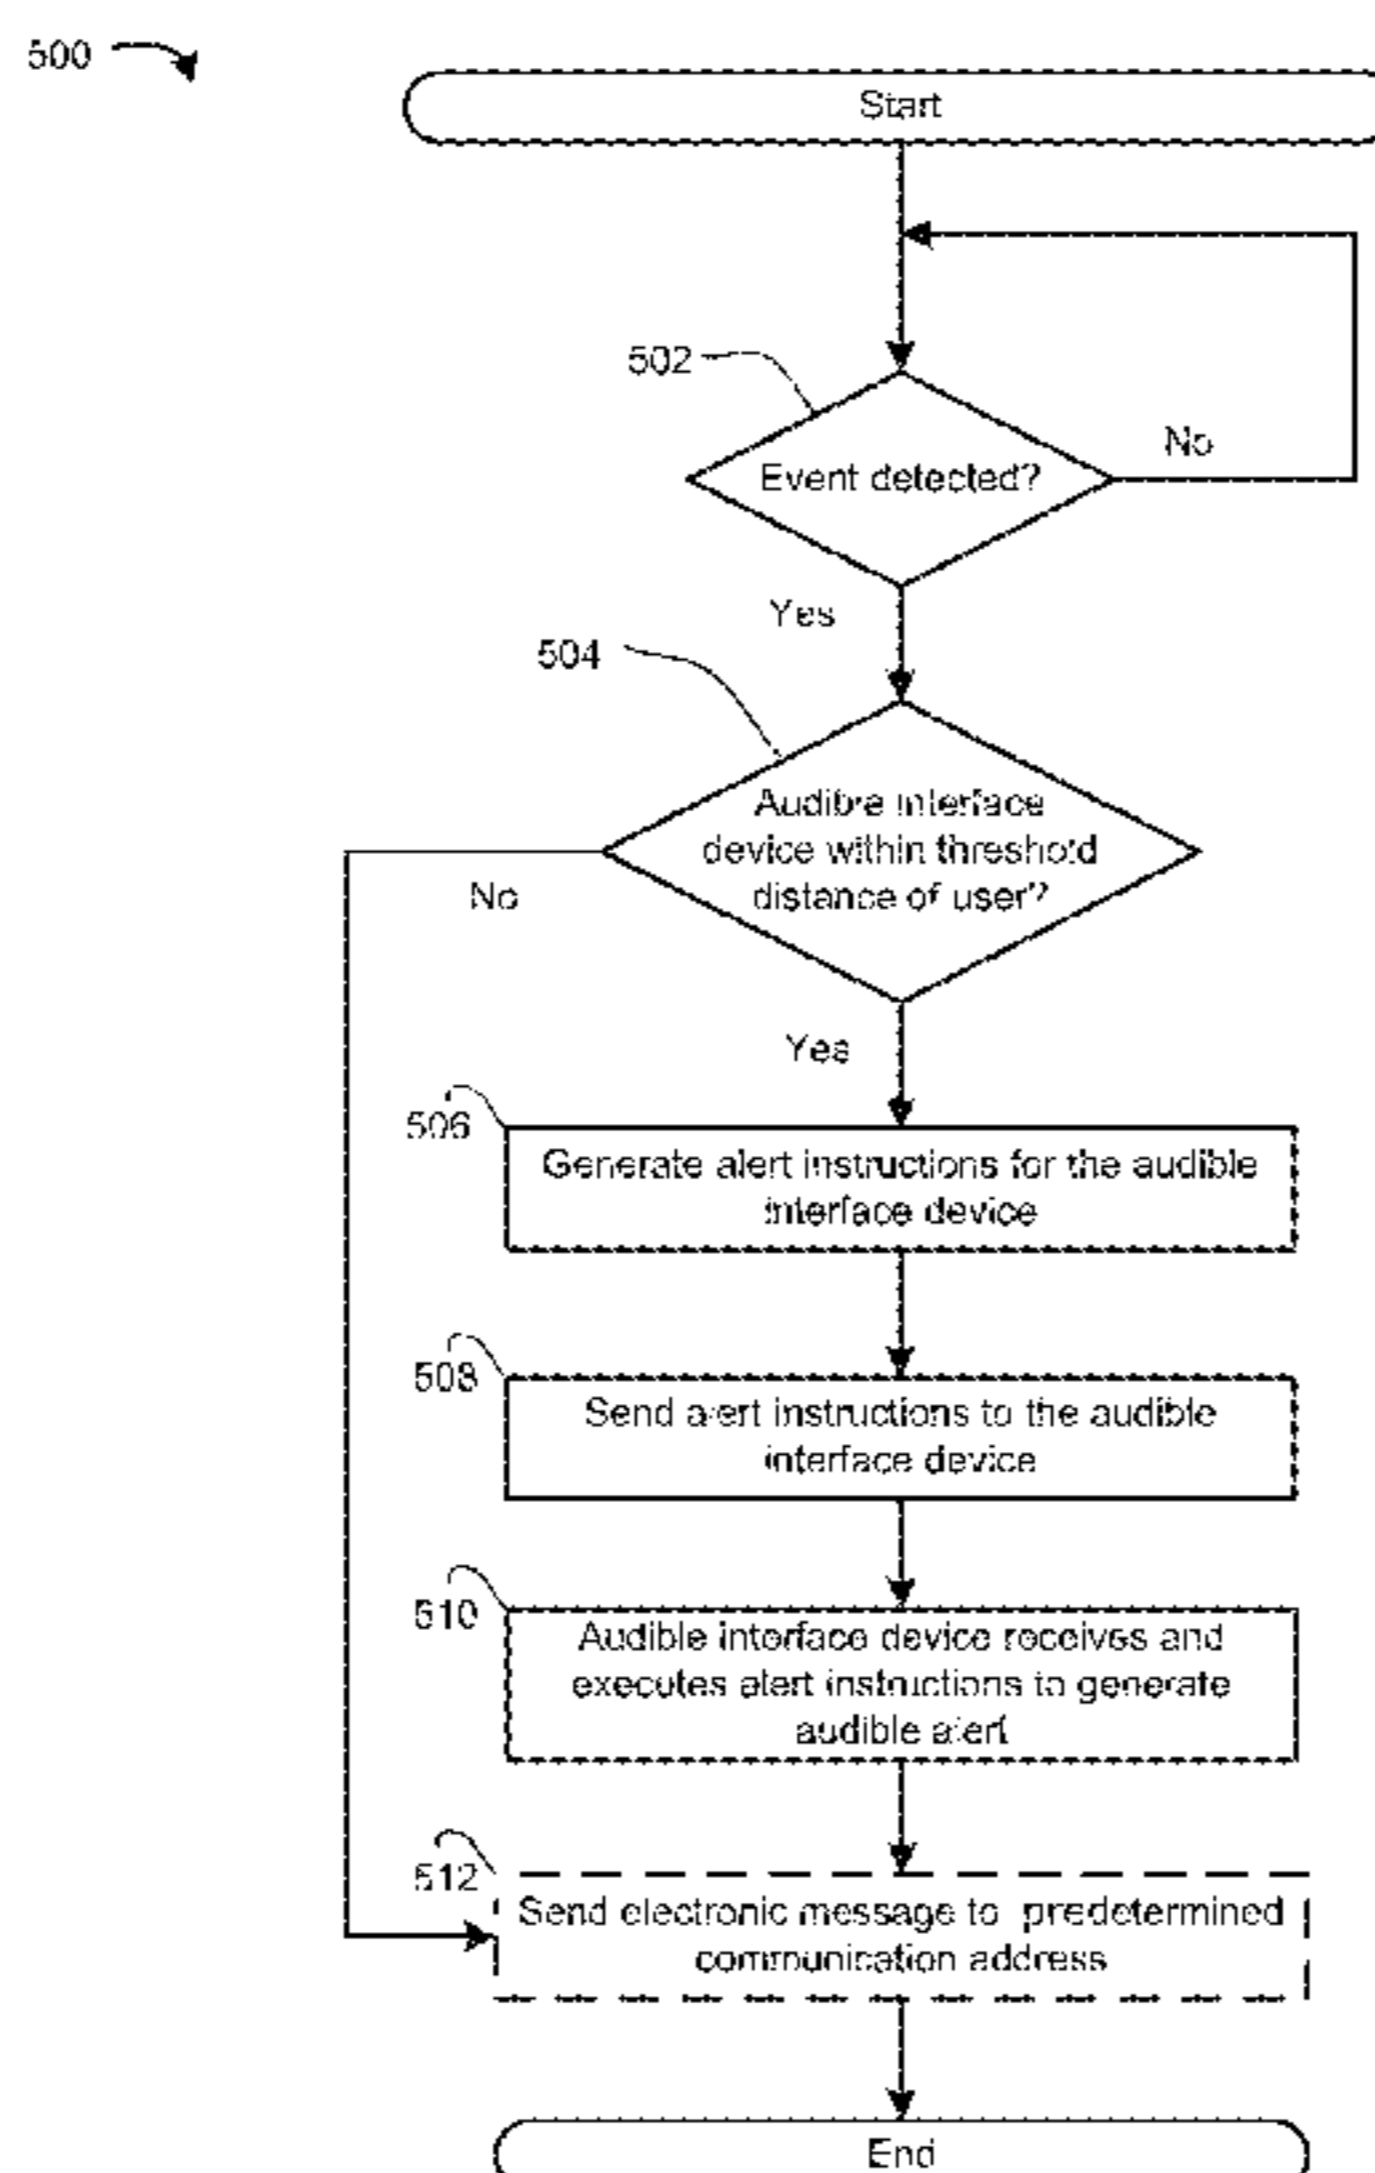 500
Start
502
Event detected?
No
Yes
504
Audible interface
device within threshold
distance of user?
No
Yes
506
Generate alert instructions for the audible
interface device
508
Send alert instructions to the audible
interface device
510
Audible interface device receives and
executes alert instructions to generate
audible alert
512
Send electronic message to predetermined
communication address
End